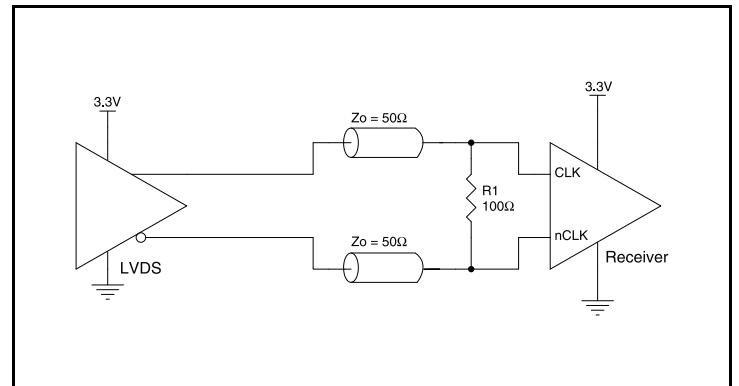 3.3V
3.3V
Zo = 50Ω
CLK
R1
100Ω
nCLK
Zo = 50Ω
Receiver
LVDS